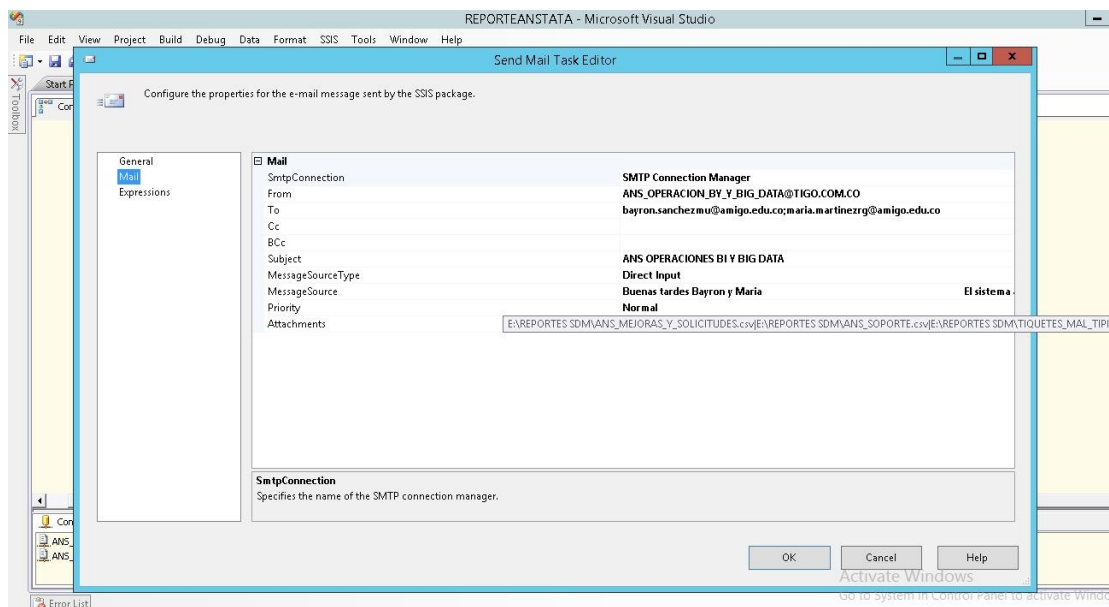 REPORTEANSTATA - Microsoft Visual Studio
File Edit View Project Build Debug Data Format SSIS Tools Window Help
Send Mail Task Editor
Toolbox
Start
Configure the properties for the e-mail message sent by the SSIS package.
General
Mail
Expressions
Mail
SmtpConnection SMTP Connection Manager
From ANS_OPERACION_BY_Y_BIG_DATA@TIGO.COM.CO
To bayron.sanchezmu@amigo.edu.co;maria.martinezrg@amigo.edu.co
Cc
BCc
Subject ANS OPERACIONES BI Y BIG DATA
MessageSourceType Direct Input
MessageSource Buenas tardes Bayron y Maria El sistema
Priority Normal
Attachments E:\REPORTES SDM\ANS_MEJORAS_Y_SOLICITUDES.csv|E:\REPORTES SDM\ANS_SOPORTE.csv|E:\REPORTES SDM\TIQUETES_MAL_TIPI
SmtpConnection
Specifies the name of the SMTP connection manager.
Con
ANS_
ANS_
OK Cancel Help
Activate Windows
Go to System in Control Panel to activate Windo
Error List